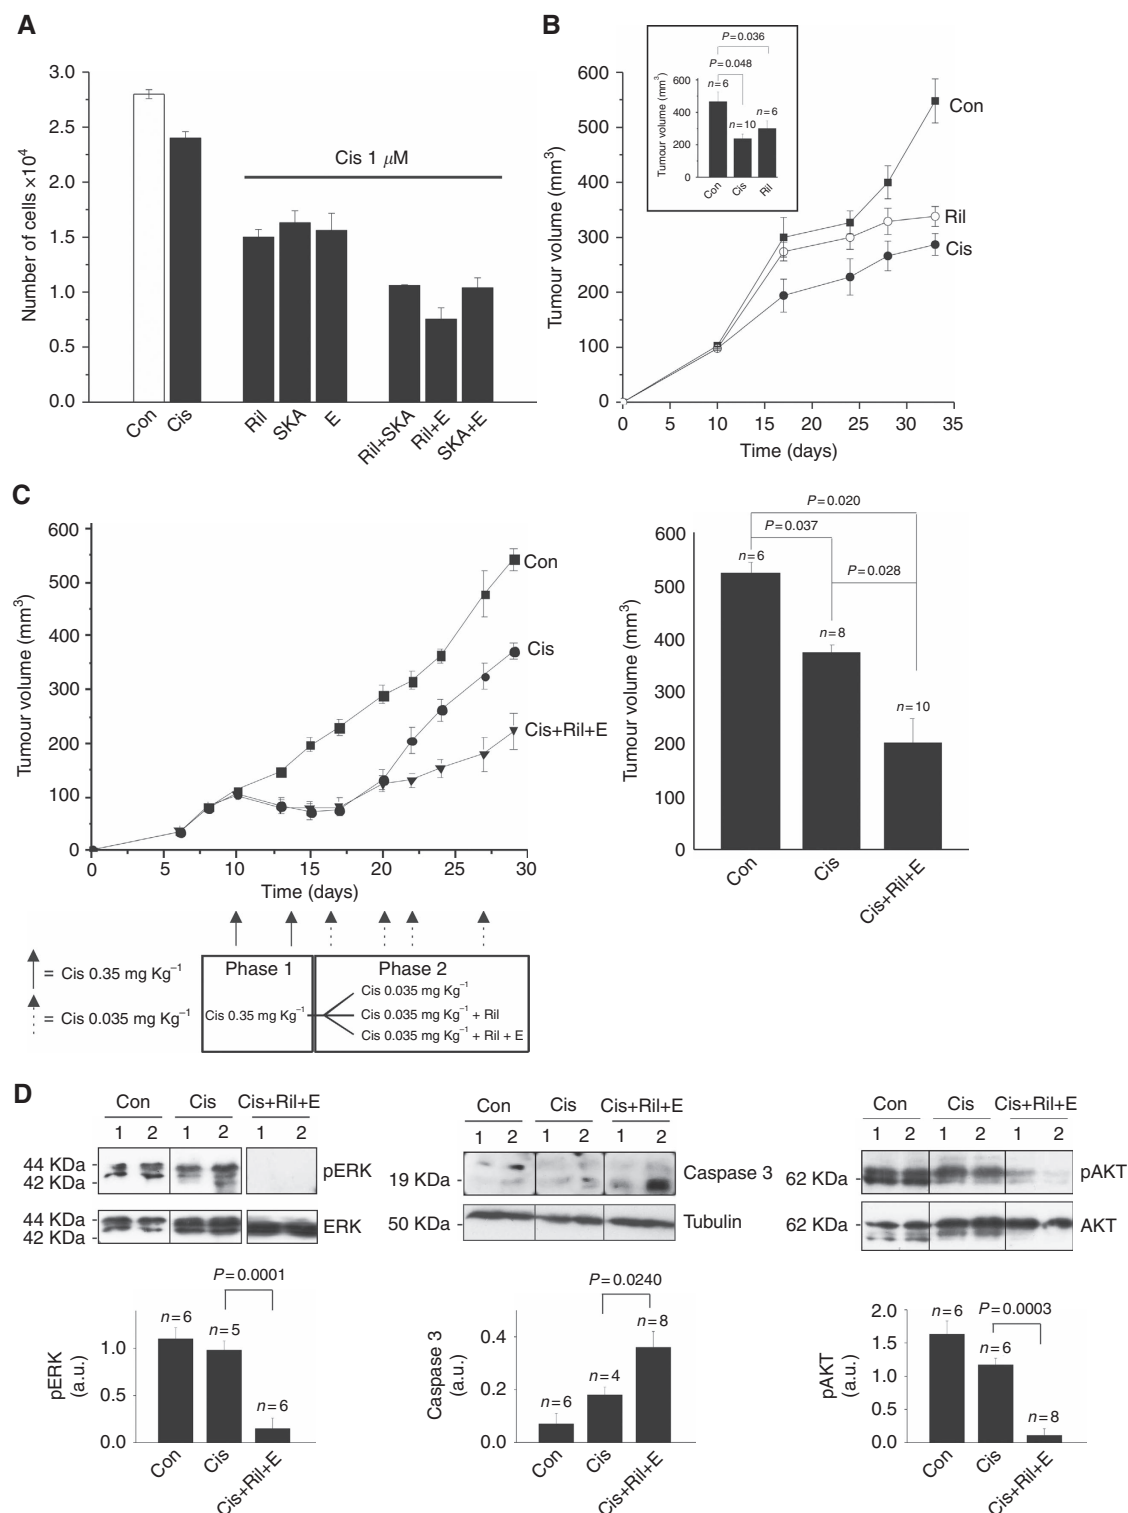 A
3.0
2.5
2.0
1.5
1.0
0.5
0.0
Number of cells ×10⁴
Cis 1 μM
Con
Cis
Ril
SKA
E
Ril+SKA
Ril+E
SKA+E
B
600
500
400
300
200
100
0
Tumour volume (mm³)
0 5 10 15 20 25 30 35
Time (days)
Con
Ril
Cis
P=0.036
P=0.048
600
400
200
0
Tumour volume (mm³)
n=6
n=10
n=6
Con
Cis
Ril
C
600
500
400
300
200
100
0
Tumour volume (mm³)
0 5 10 15 20 25 30
Time (days)
Con
Cis
Cis+Ril+E
= Cis 0.35 mg Kg⁻¹
= Cis 0.035 mg Kg⁻¹
Phase 1
Cis 0.35 mg Kg⁻¹
Phase 2
Cis 0.035 mg Kg⁻¹
Cis 0.035 mg Kg⁻¹ + Ril
Cis 0.035 mg Kg⁻¹ + Ril + E
600
500
400
300
200
100
0
Tumour volume (mm³)
P=0.020
P=0.037
P=0.028
n=6
n=8
n=10
Con
Cis
Cis+Ril+E
D
Con Cis Cis+Ril+E
1 2 1 2 1 2
44 KDa
42 KDa
pERK
44 KDa
42 KDa
ERK
P=0.0001
n=6
n=5
n=6
1.0
0.5
0.0
pERK
(a.u.)
Con
Cis
Cis+Ril+E
Con Cis Cis+Ril+E
1 2 1 2 1 2
19 KDa
Caspase 3
50 KDa
Tubulin
P=0.0240
n=6
n=4
n=8
0.4
0.2
0.0
Caspase 3
(a.u.)
Con
Cis
Cis+Ril+E
Con Cis Cis+Ril+E
1 2 1 2 1 2
62 KDa
pAKT
62 KDa
AKT
P=0.0003
n=6
n=6
n=8
2.0
1.5
1.0
0.5
0.0
pAKT
(a.u.)
Con
Cis
Cis+Ril+E